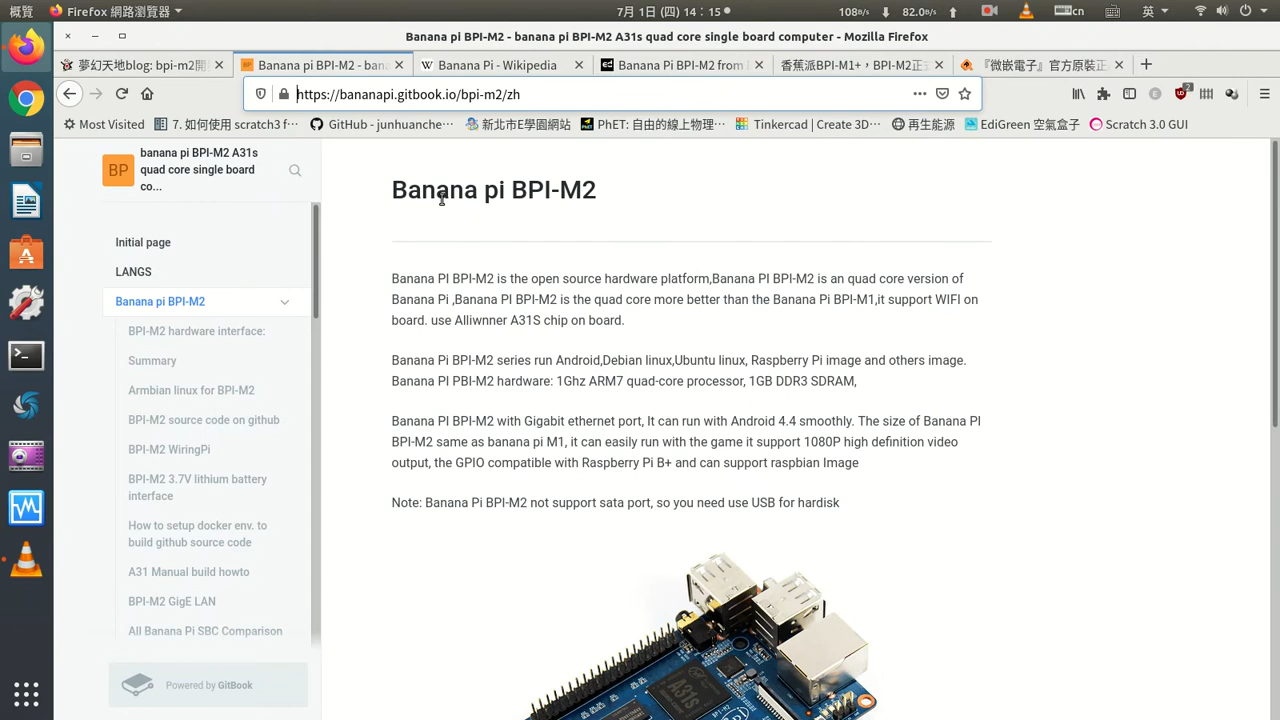 概覽
Firefox 網路瀏覽器
7月 1日 (四) 14：15
108B/s
82.0B/s
cn
英
Banana pi BPI-M2 - banana pi BPI-M2 A31s quad core single board computer - Mozilla Firefox
夢幻天地blog: bpi-m2開
Banana pi BPI-M2 - bana
Banana Pi - Wikipedia
Banana Pi BPI-M2 from
香蕉派BPI-M1+，BPI-M2正
『微嵌電子』官方原裝正
https://bananapi.gitbook.io/bpi-m2/zh
Most Visited
7. 如何使用 scratch3 f…
GitHub - junhuanche…
新北市E學園網站
PhET: 自由的線上物理…
Tinkercad | Create 3D…
再生能源
EdiGreen 空氣盒子
Scratch 3.0 GUI
BP
banana pi BPI-M2 A31s
quad core single board
co...
Initial page
LANGS
Banana pi BPI-M2
BPI-M2 hardware interface:
Summary
Armbian linux for BPI-M2
BPI-M2 source code on github
BPI-M2 WiringPi
BPI-M2 3.7V lithium battery
interface
How to setup docker env. to
build github source code
A31 Manual build howto
BPI-M2 GigE LAN
All Banana Pi SBC Comparison
Powered by GitBook
Banana pi BPI-M2
Banana PI BPI-M2 is the open source hardware platform,Banana PI BPI-M2 is an quad core version of
Banana Pi ,Banana PI BPI-M2 is the quad core more better than the Banana Pi BPI-M1,it support WIFI on
board. use Alliwnner A31S chip on board.
Banana Pi BPI-M2 series run Android,Debian linux,Ubuntu linux, Raspberry Pi image and others image.
Banana PI PBI-M2 hardware: 1Ghz ARM7 quad-core processor, 1GB DDR3 SDRAM,
Banana PI BPI-M2 with Gigabit ethernet port, It can run with Android 4.4 smoothly. The size of Banana PI
BPI-M2 same as banana pi M1, it can easily run with the game it support 1080P high definition video
output, the GPIO compatible with Raspberry Pi B+ and can support raspbian Image
Note: Banana Pi BPI-M2 not support sata port, so you need use USB for hardisk
A31s